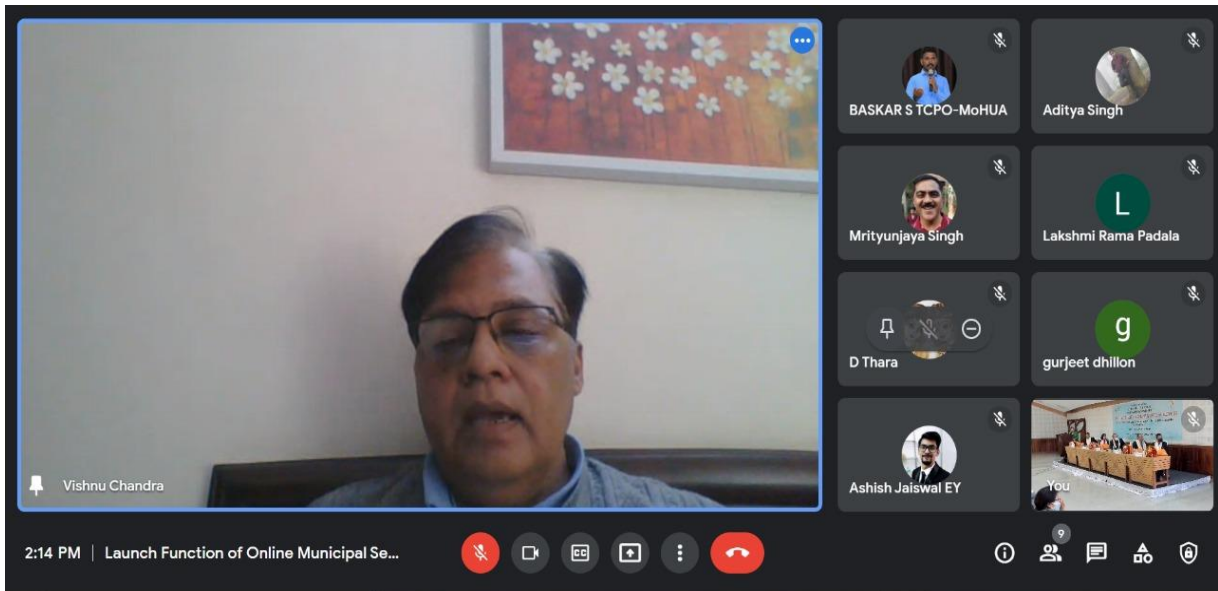 Vishnu Chandra
BASKAR S TCPO-MoHUA
Aditya Singh
Mrityunjaya Singh
L
Lakshmi Rama Padala
D Thara
g
gurjeet dhillon
Ashish Jaiswal EY
You
2:14 PM | Launch Function of Online Municipal Se...
CC
9